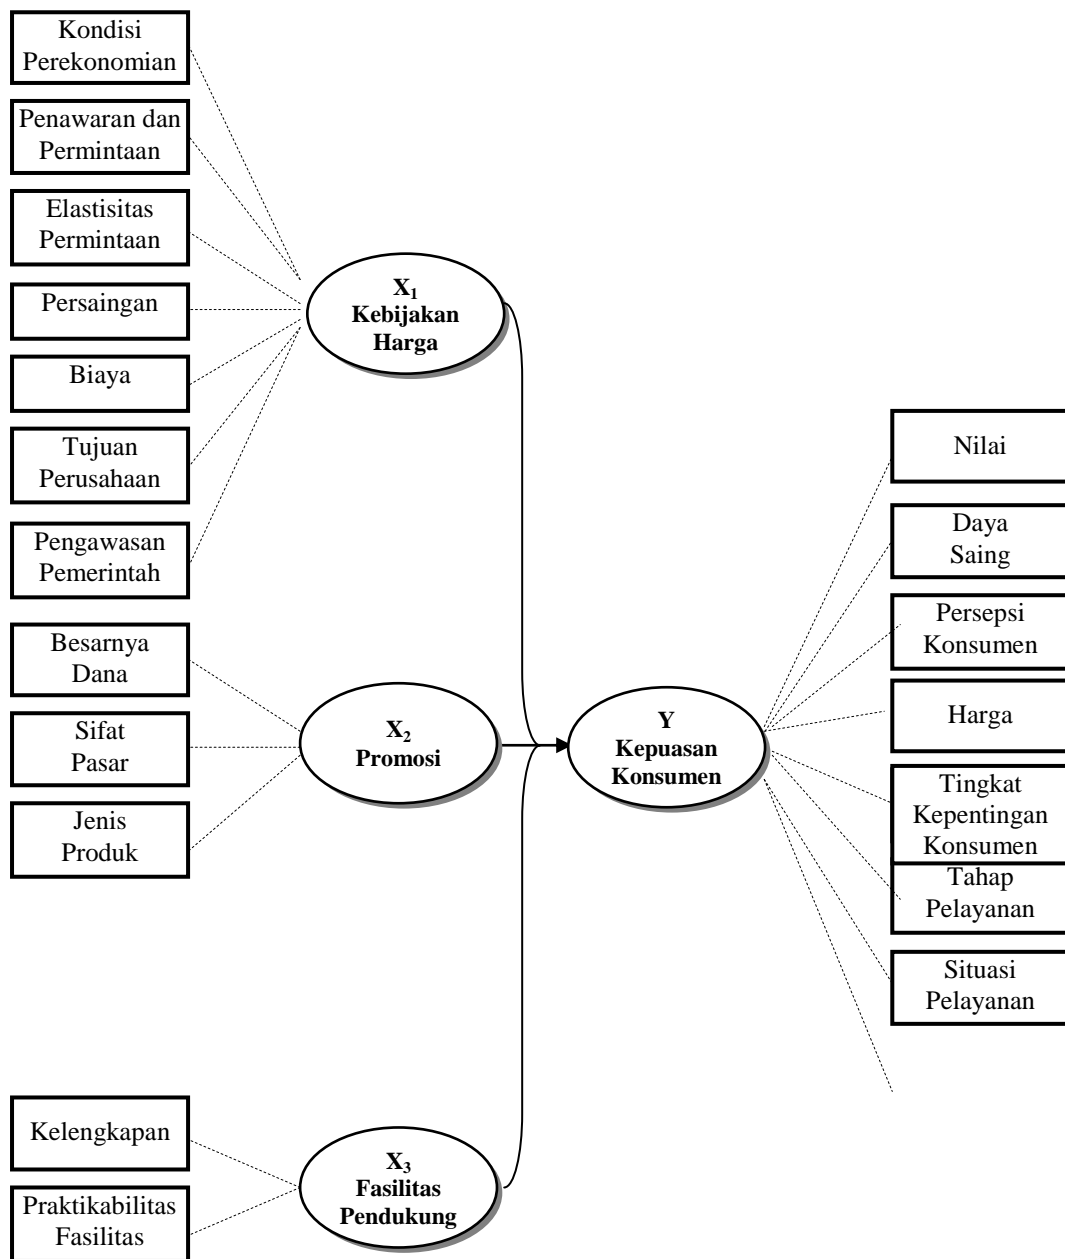 Kondisi
Perekonomian
Penawaran dan
Permintaan
Elastisitas
Permintaan
Persaingan
Biaya
Tujuan
Perusahaan
Pengawasan
Pemerintah
Besarnya
Dana
Sifat
Pasar
Jenis
Produk
Kelengkapan
Praktikabilitas
Fasilitas
X₁
Kebijakan
Harga
X₂
Promosi
X₃
Fasilitas
Pendukung
Y
Kepuasan
Konsumen
Nilai
Daya
Saing
Persepsi
Konsumen
Harga
Tingkat
Kepentingan
Konsumen
Tahap
Pelayanan
Situasi
Pelayanan